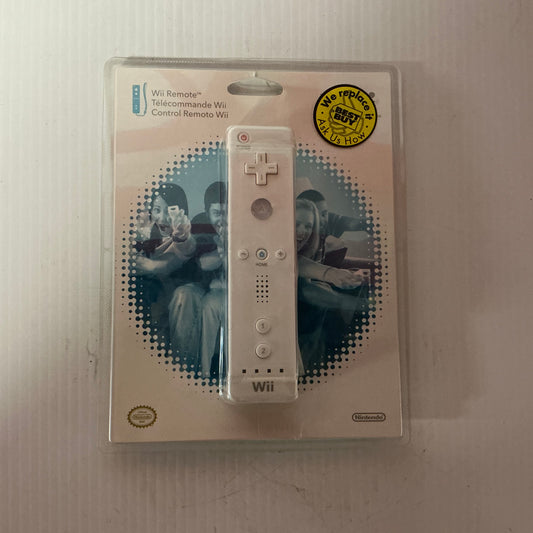 Wii Remote™
Télécommande Wii
Control Remoto Wii
We replace it
BEST
BUY
Ask Us How
A
HOME
1
2
Wii
Nintendo